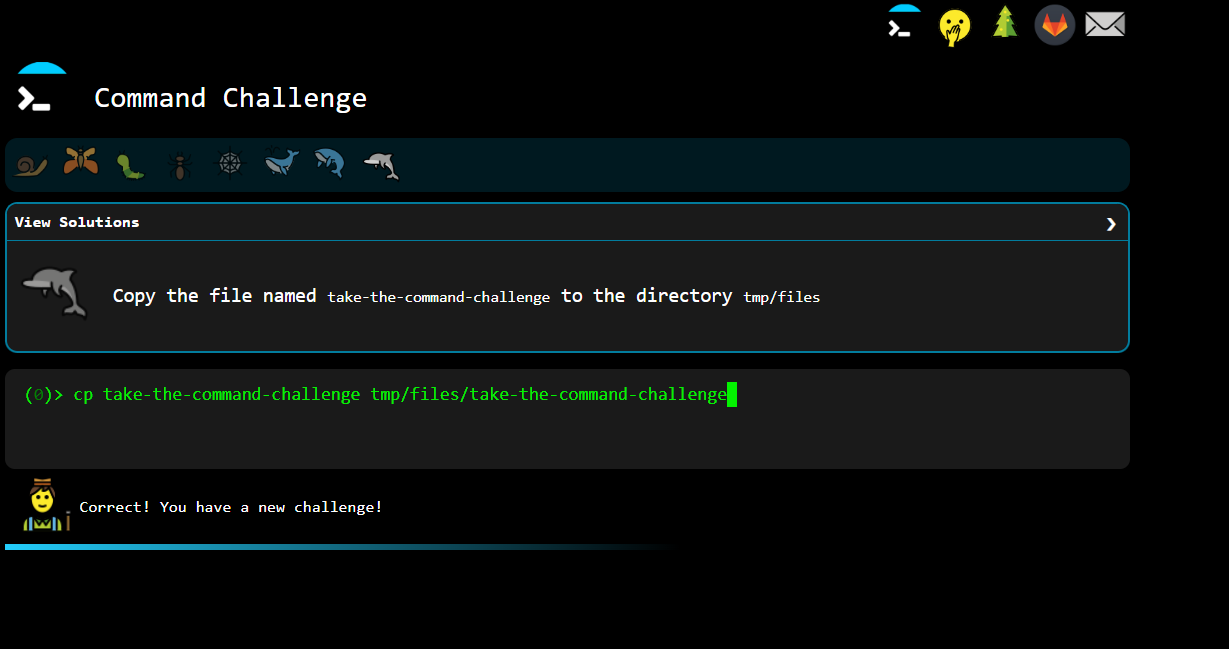 Command Challenge
View Solutions
Copy the file named take-the-command-challenge to the directory tmp/files
(0)> cp take-the-command-challenge tmp/files/take-the-command-challenge
Correct! You have a new challenge!